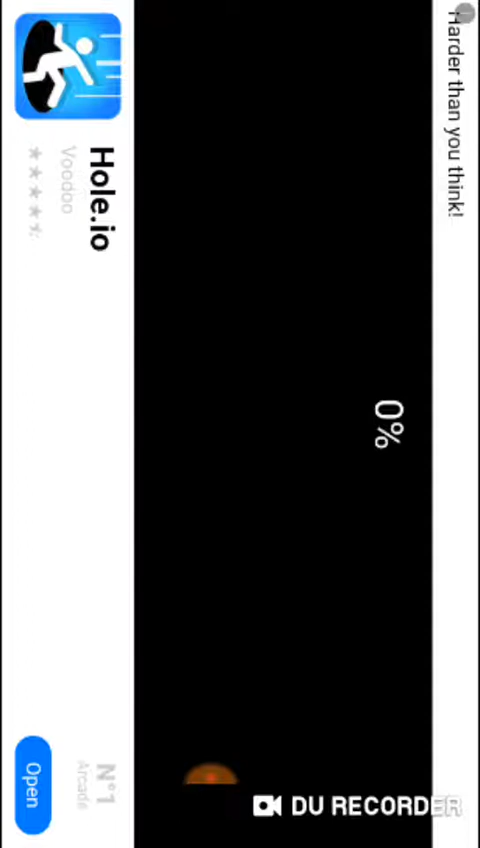 Harder than you think!
0%
Hole.io
Voodoo
N°1
Arcade
Open
DU RECORDER